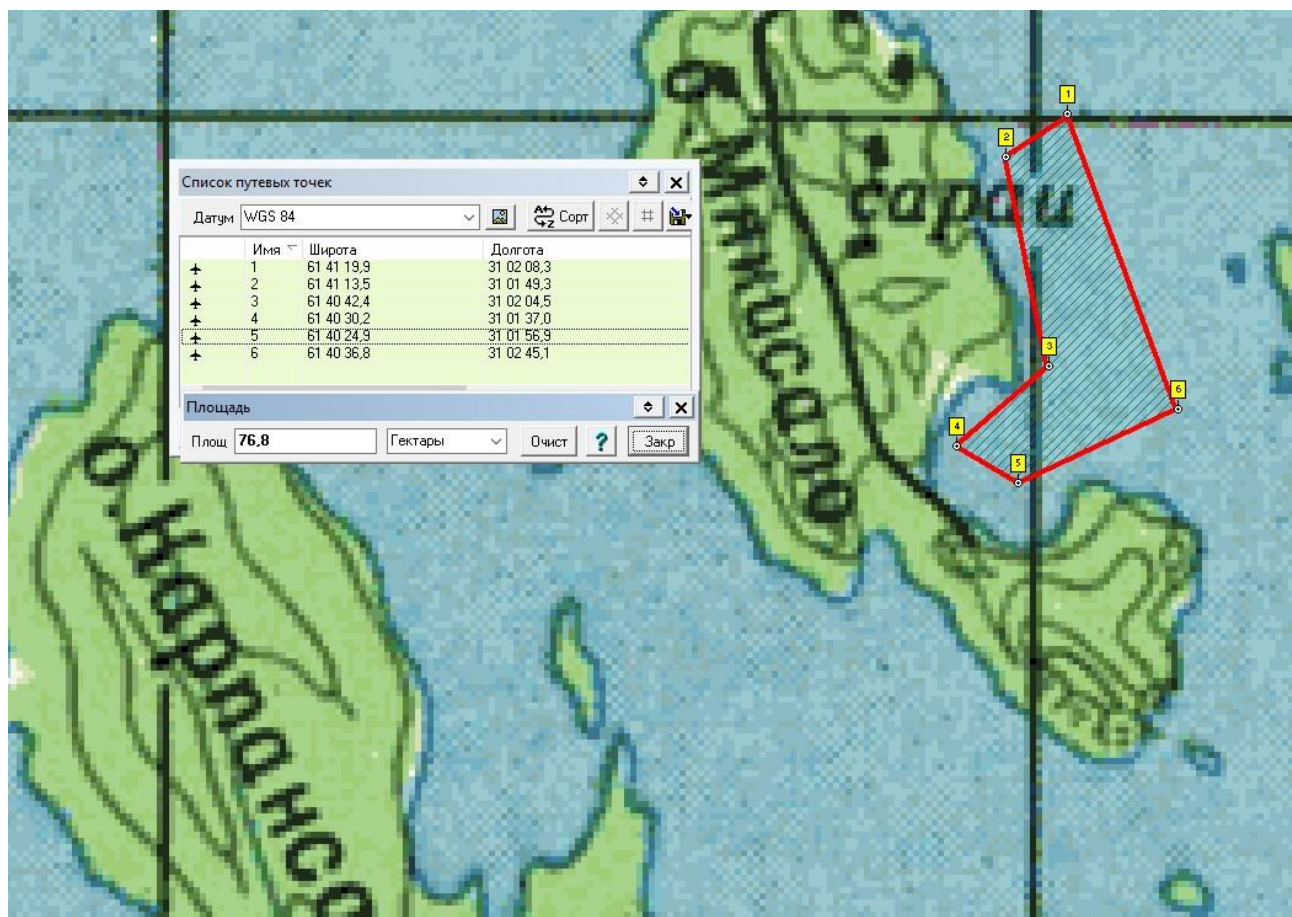 1
2
Список путевых точек
Датум WGS 84 Сорт
Имя Широта Долгота
1 61 41 19,9 31 02 08,3
2 61 41 13,5 31 01 49,3
3 61 40 42,4 31 02 04,5
4 61 40 30,2 31 01 37,0
5 61 40 24,9 31 01 56,9
6 61 40 36,8 31 02 45,1
Площадь
Площ 76,8 Гектары Очист ? Закр
о. Мякисало
сараи
3
6
4
5